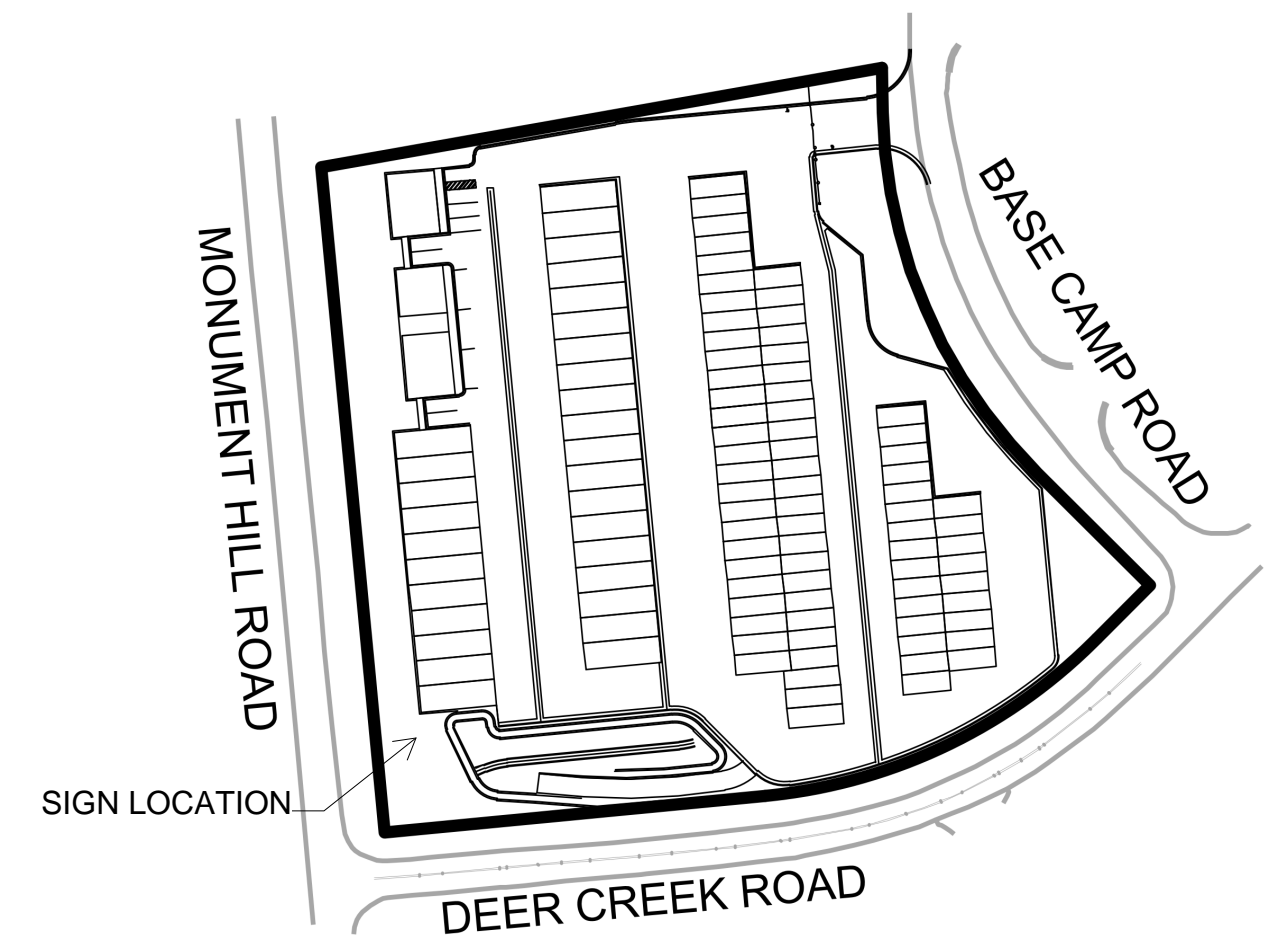 BASE CAMP ROAD
MONUMENT HILL ROAD
SIGN LOCATION
DEER CREEK ROAD